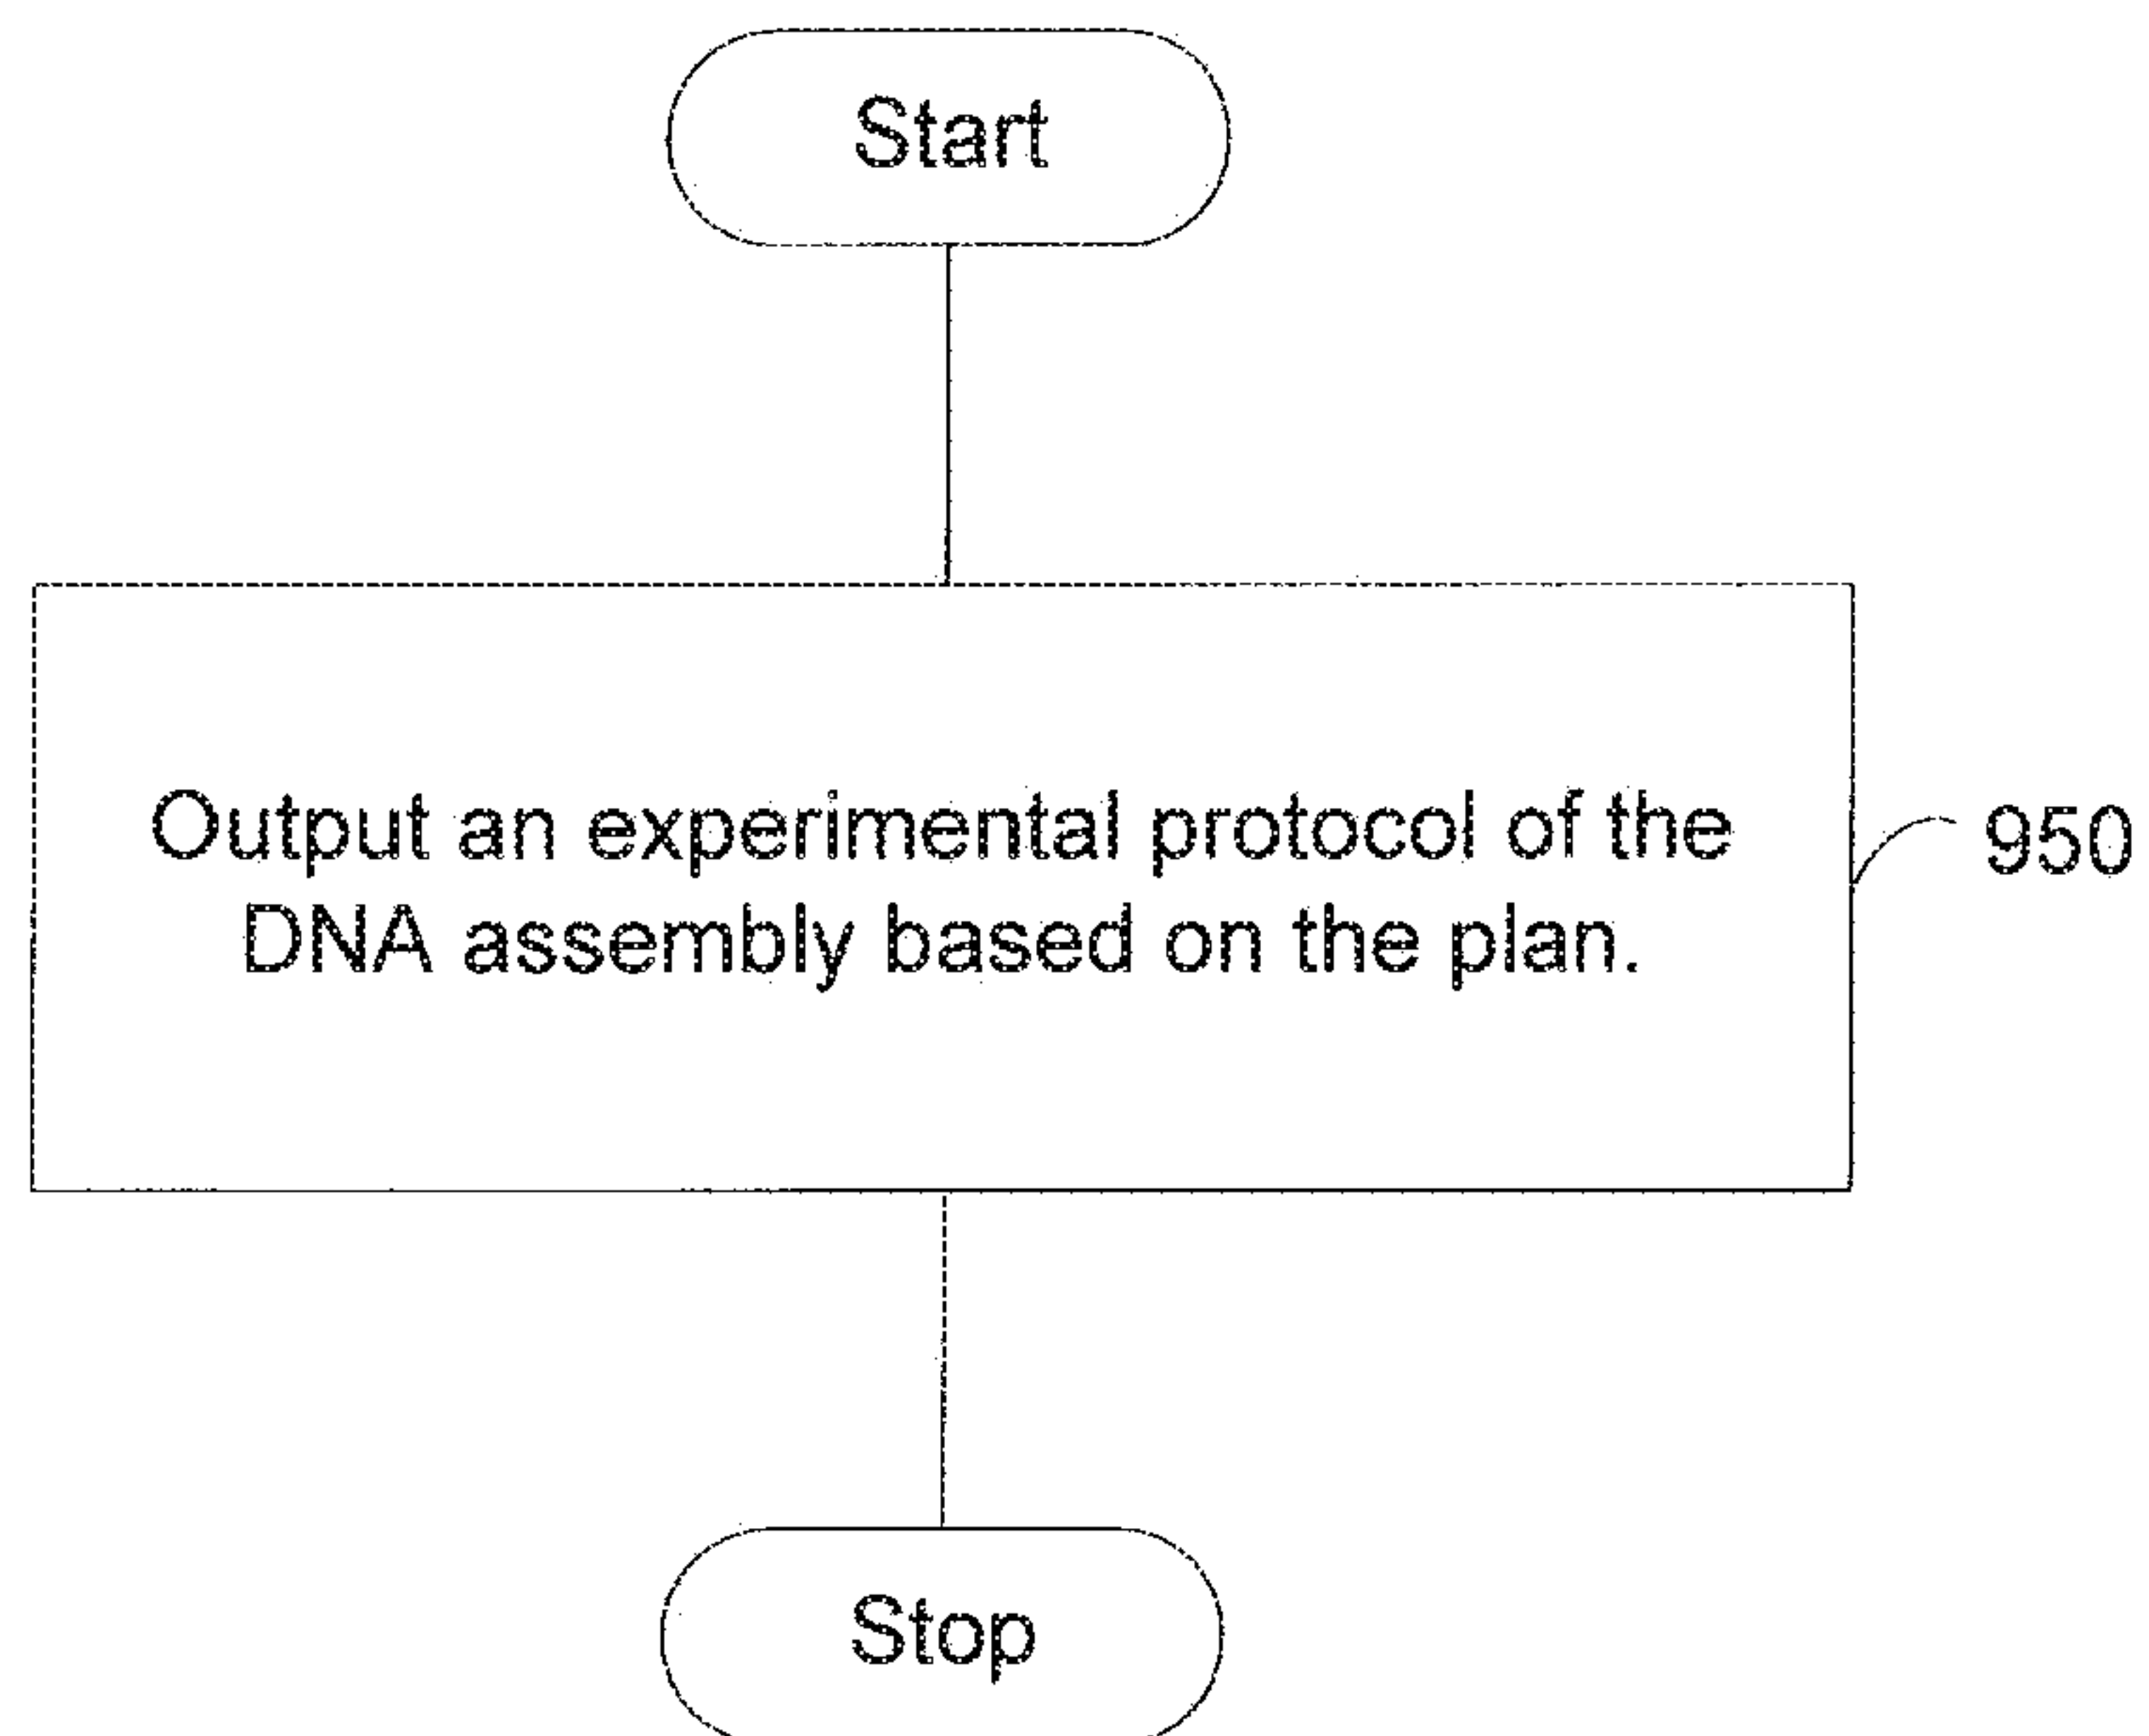 Start
Output an experimental protocol of the
DNA assembly based on the plan.
950
Stop